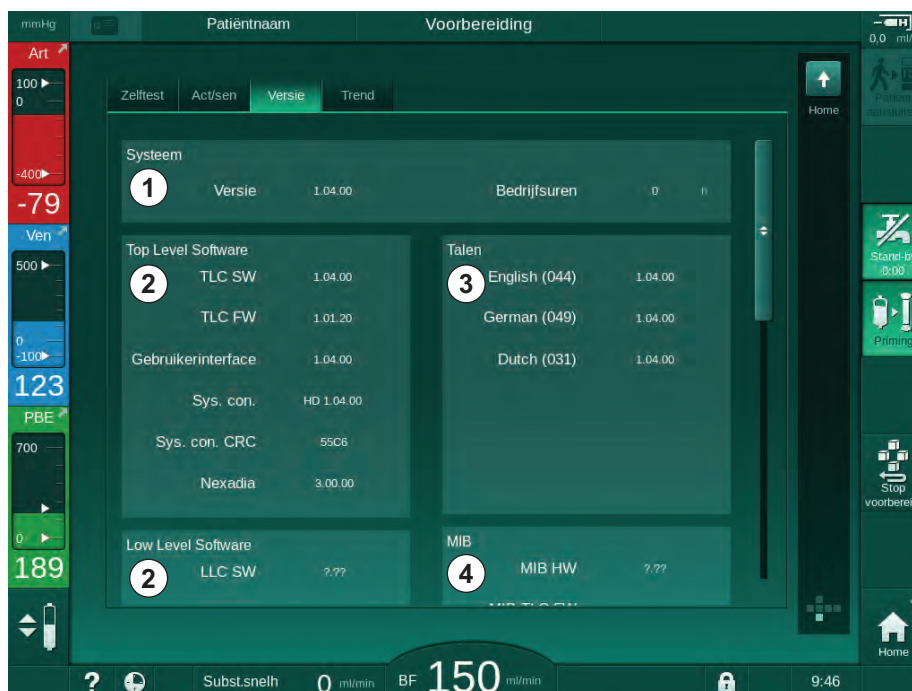 mmHg
Patiëntnaam
Voorbereiding
0,0 ml/
Art
100
0
-400
-79
Ven
500
0
-100
123
PBE
700
0
189
Zelftest Act/sen Versie Trend
Home
Systeem
1
Versie 1.04.00 Bedrijfsuren 0 h
Top Level Software
2
TLC SW 1.04.00
TLC FW 1.01.20
Gebruikerinterface 1.04.00
Sys. con. HD 1.04.00
Sys. con. CRC 55C6
Nexadia 3.00.00
Talen
3
English (044) 1.04.00
German (049) 1.04.00
Dutch (031) 1.04.00
Low Level Software
2
LLC SW ?.??
MIB
4
MIB HW ?.??
Stand-by
0:00
Priming
Stop
voorberei
Home
? Subst.snelh 0 ml/min BF 150 ml/min 9:46